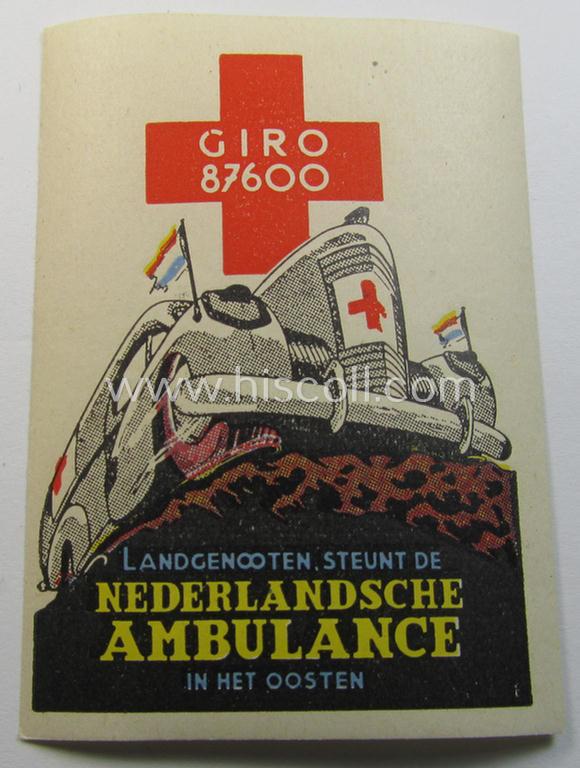 GIRO
87600
www.hiscoll.com
LANDGENOOTEN, STEUNT DE
NEDERLANDSCHE
AMBULANCE
IN HET OOSTEN